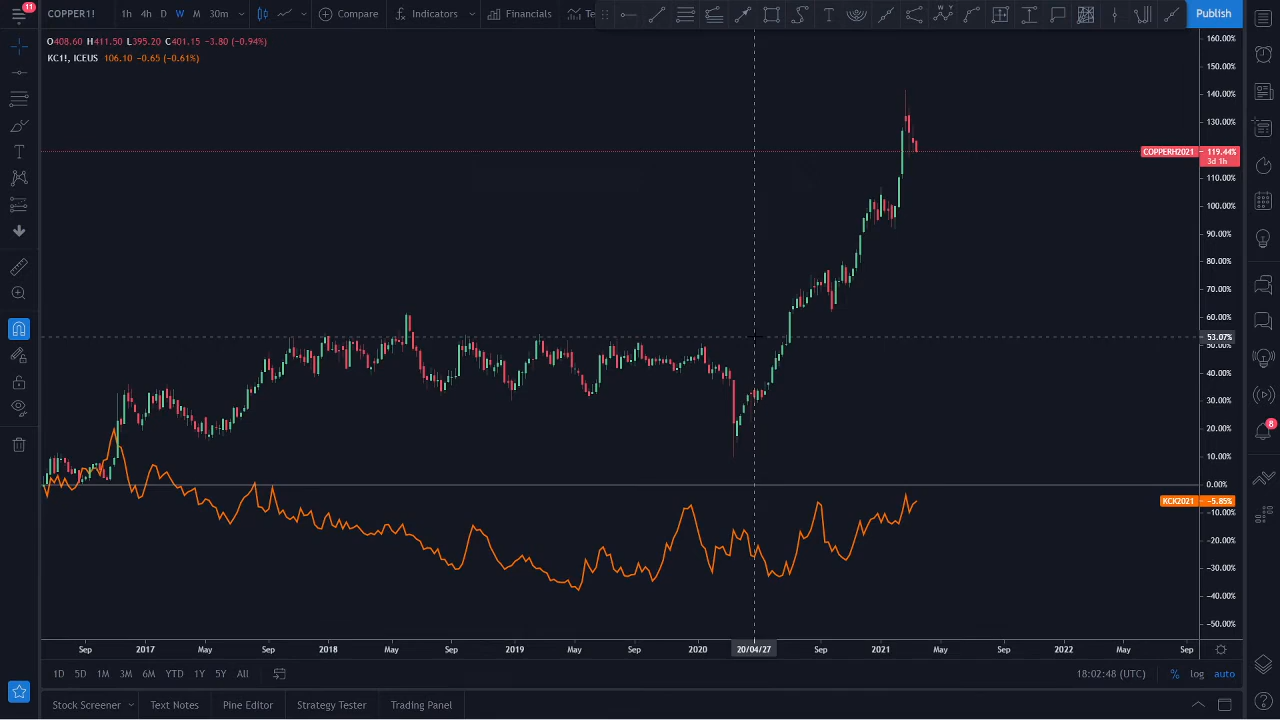 11
COPPER1! 1h 4h D W M 30m Compare Indicators Financials Te Publish
O408.60 H411.50 L395.20 C401.15 −3.80 (−0.94%)
KC1!, ICEUS 106.10 −0.65 (−0.61%)
160.00%
150.00%
140.00%
130.00%
COPPERH2021 119.44%
3d 1h
110.00%
100.00%
90.00%
80.00%
70.00%
60.00%
53.07%
50.00%
40.00%
30.00%
20.00%
10.00%
0.00%
KCK2021 −5.85%
−10.00%
−20.00%
−30.00%
−40.00%
−50.00%
8
Sep 2017 May Sep 2018 May Sep 2019 May Sep 2020 20/04/27 Sep 2021 May Sep 2022 May Sep
1D 5D 1M 3M 6M YTD 1Y 5Y All 18:02:48 (UTC) % log auto
Stock Screener Text Notes Pine Editor Strategy Tester Trading Panel